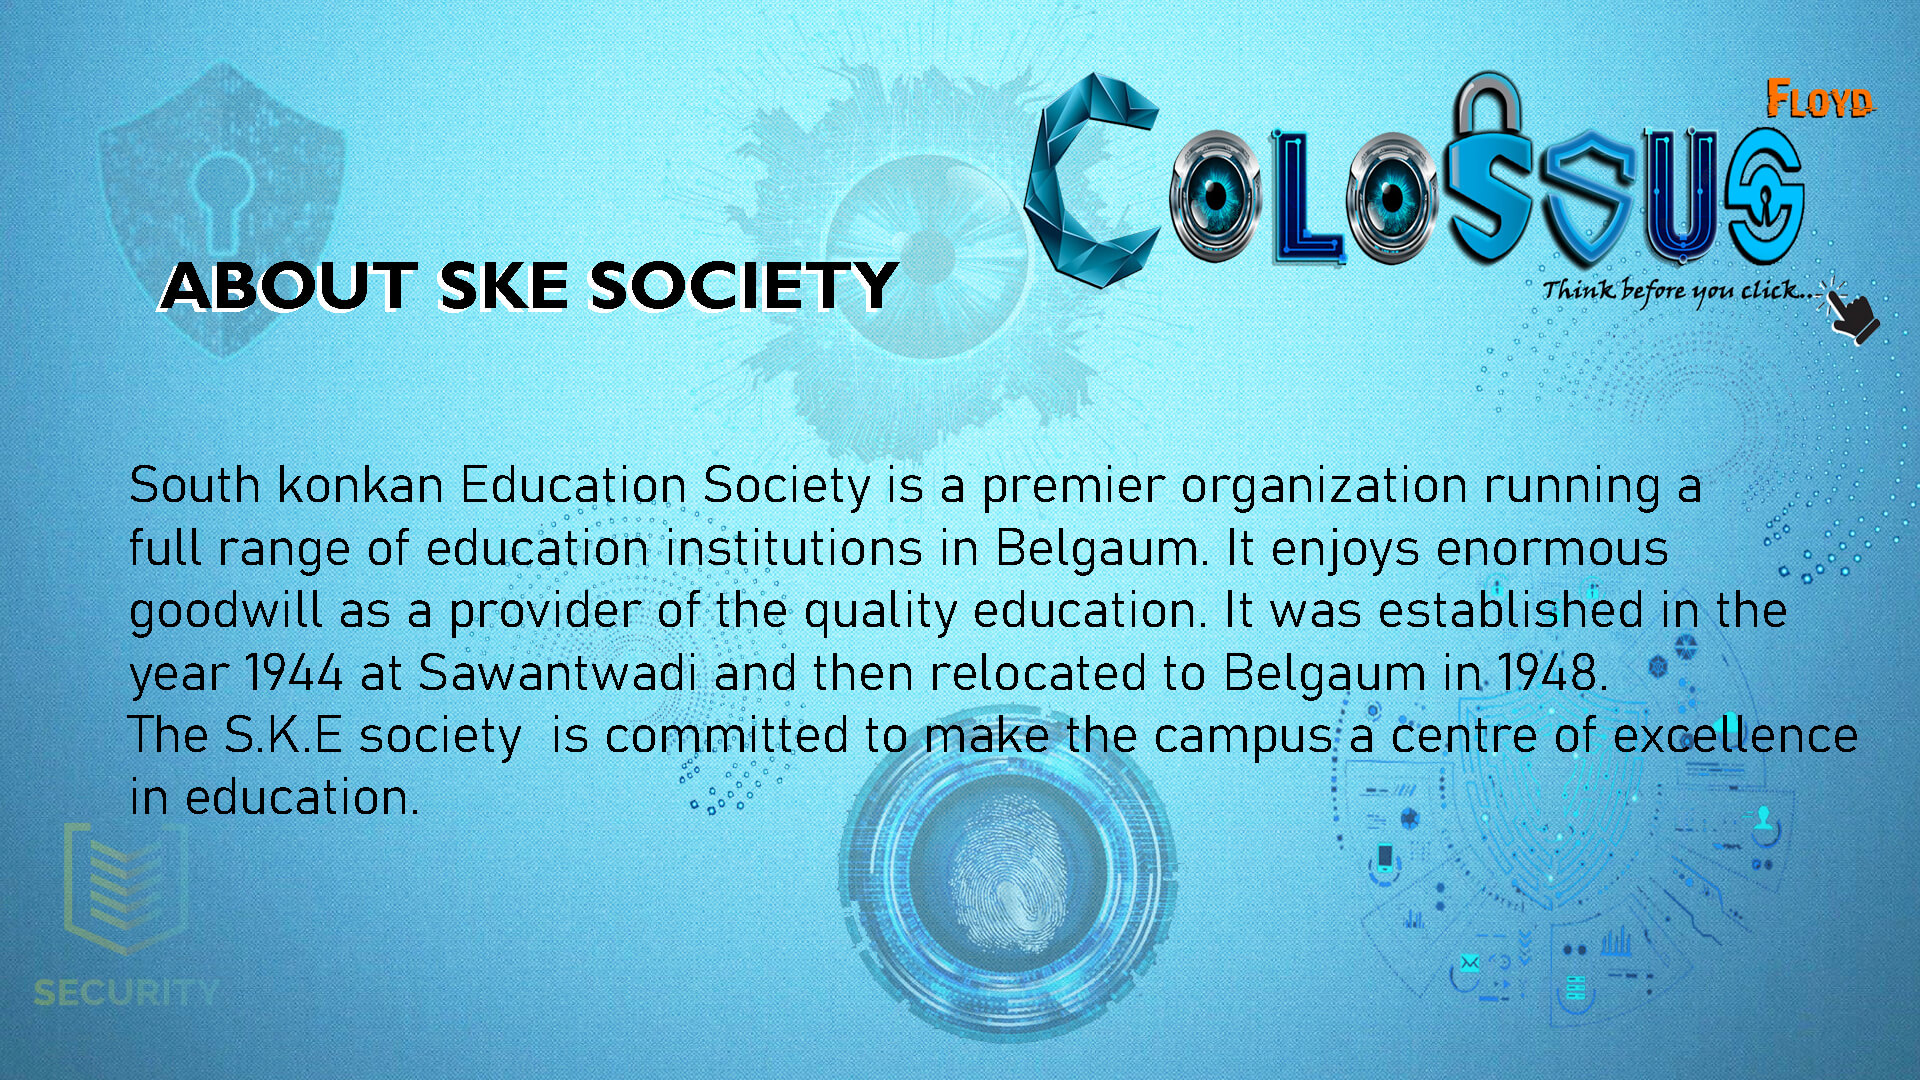 COLOSSUS
FLOYD
Think before you click...
ABOUT SKE SOCIETY
South konkan Education Society is a premier organization running a
full range of education institutions in Belgaum. It enjoys enormous
goodwill as a provider of the quality education. It was established in the
year 1944 at Sawantwadi and then relocated to Belgaum in 1948.
The S.K.E society  is committed to make the campus a centre of excellence
in education.
SECURITY